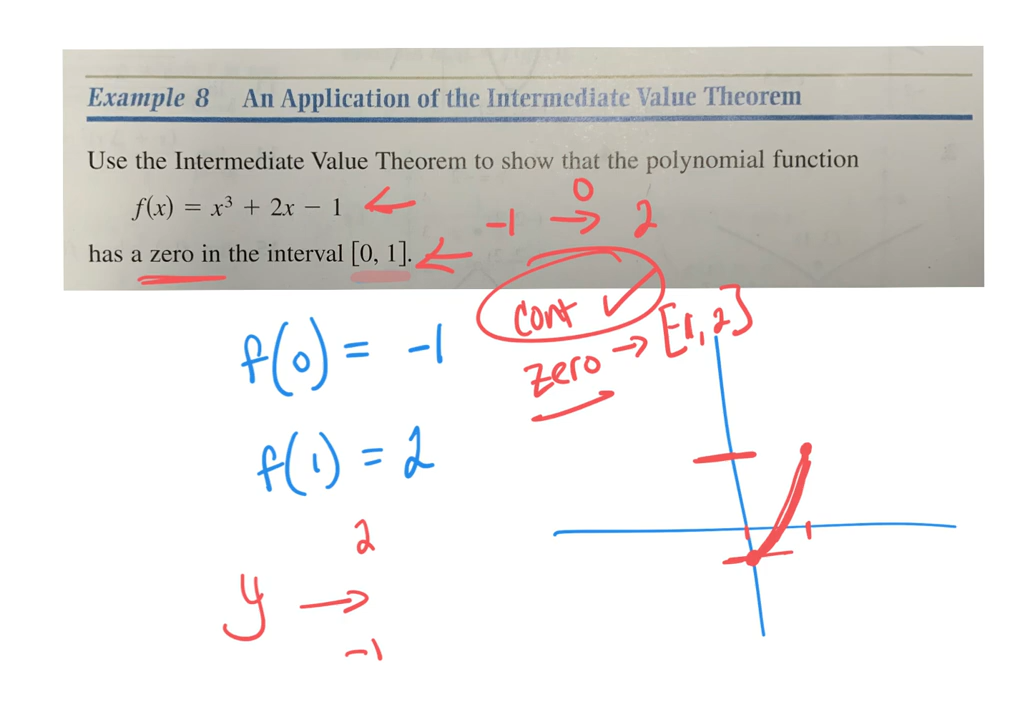 Example 8 An Application of the Intermediate Value Theorem
Use the Intermediate Value Theorem to show that the polynomial function
f(x) = x³ + 2x − 1 ←
0
-1 → 2
has a zero in the interval [0, 1]. ←
cont ✓
zero → [-1, 2]
f(0) = -1
f(1) = 2
2
y →
-1
1